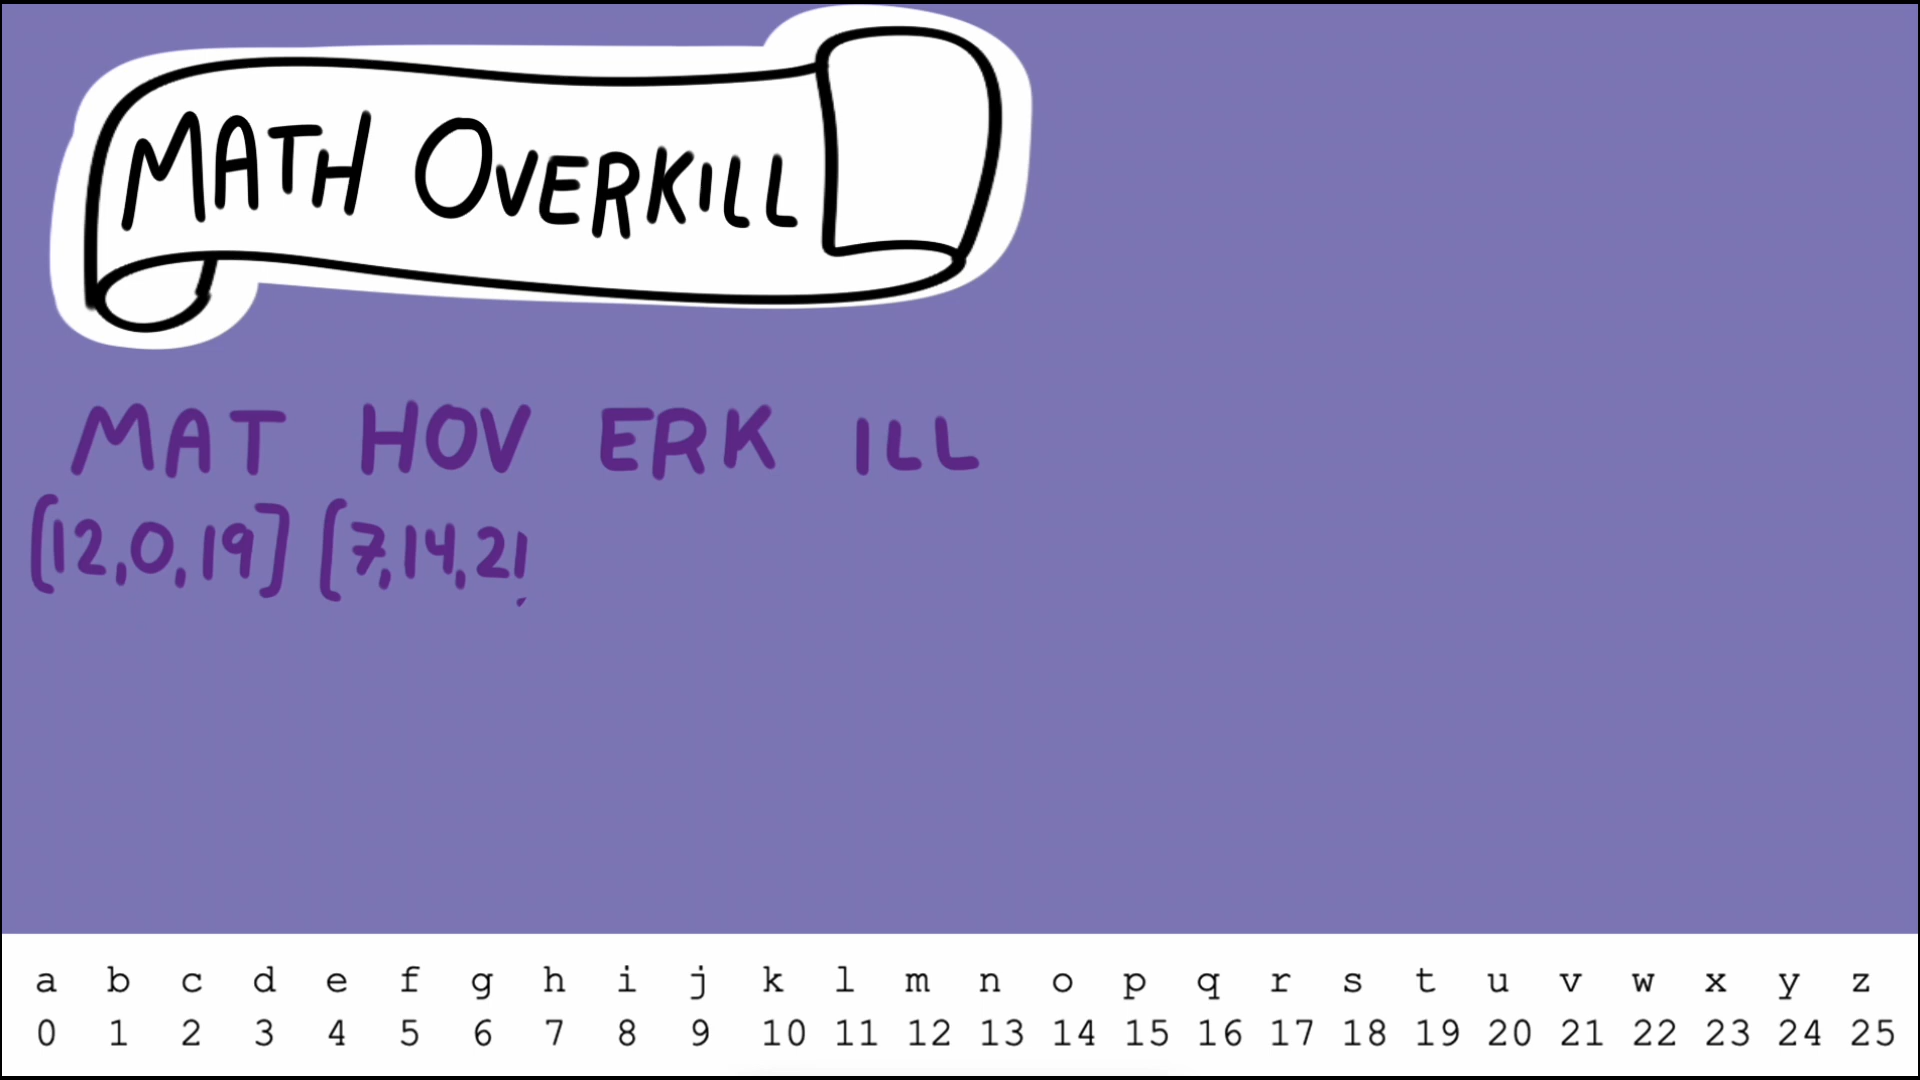 MATH OVERKILL
MAT HOV ERK ILL
[12,0,19] [7,14,21
a b c d e f g h i j k l m n o p q r s t u v w x y z
0 1 2 3 4 5 6 7 8 9 10 11 12 13 14 15 16 17 18 19 20 21 22 23 24 25